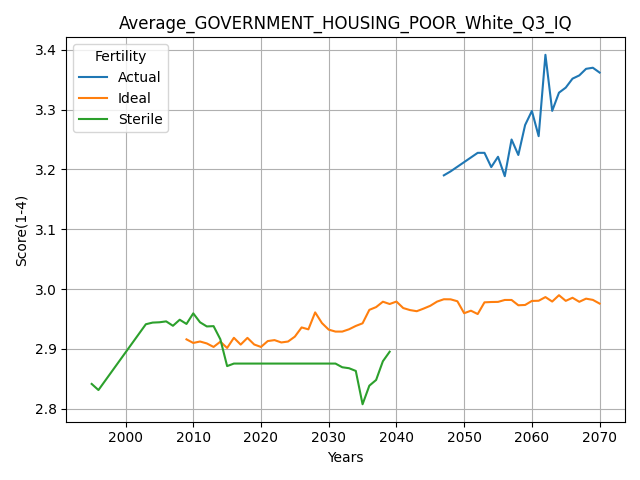 Average_GOVERNMENT_HOUSING_POOR_White_Q3_IQ
Fertility
Actual
Ideal
Sterile
Score(1-4)
3.4
3.3
3.2
3.1
3.0
2.9
2.8
2000 2010 2020 2030 2040 2050 2060 2070
Years